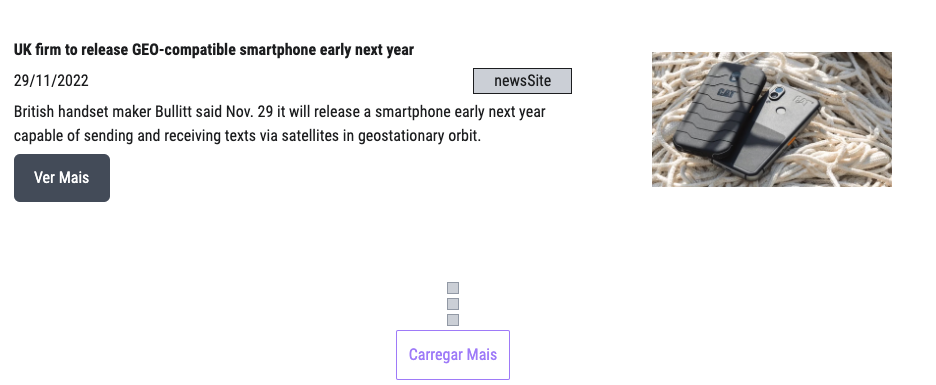 UK firm to release GEO-compatible smartphone early next year
29/11/2022
newsSite
British handset maker Bullitt said Nov. 29 it will release a smartphone early next year
capable of sending and receiving texts via satellites in geostationary orbit.
Ver Mais
CAT
CAT
Carregar Mais